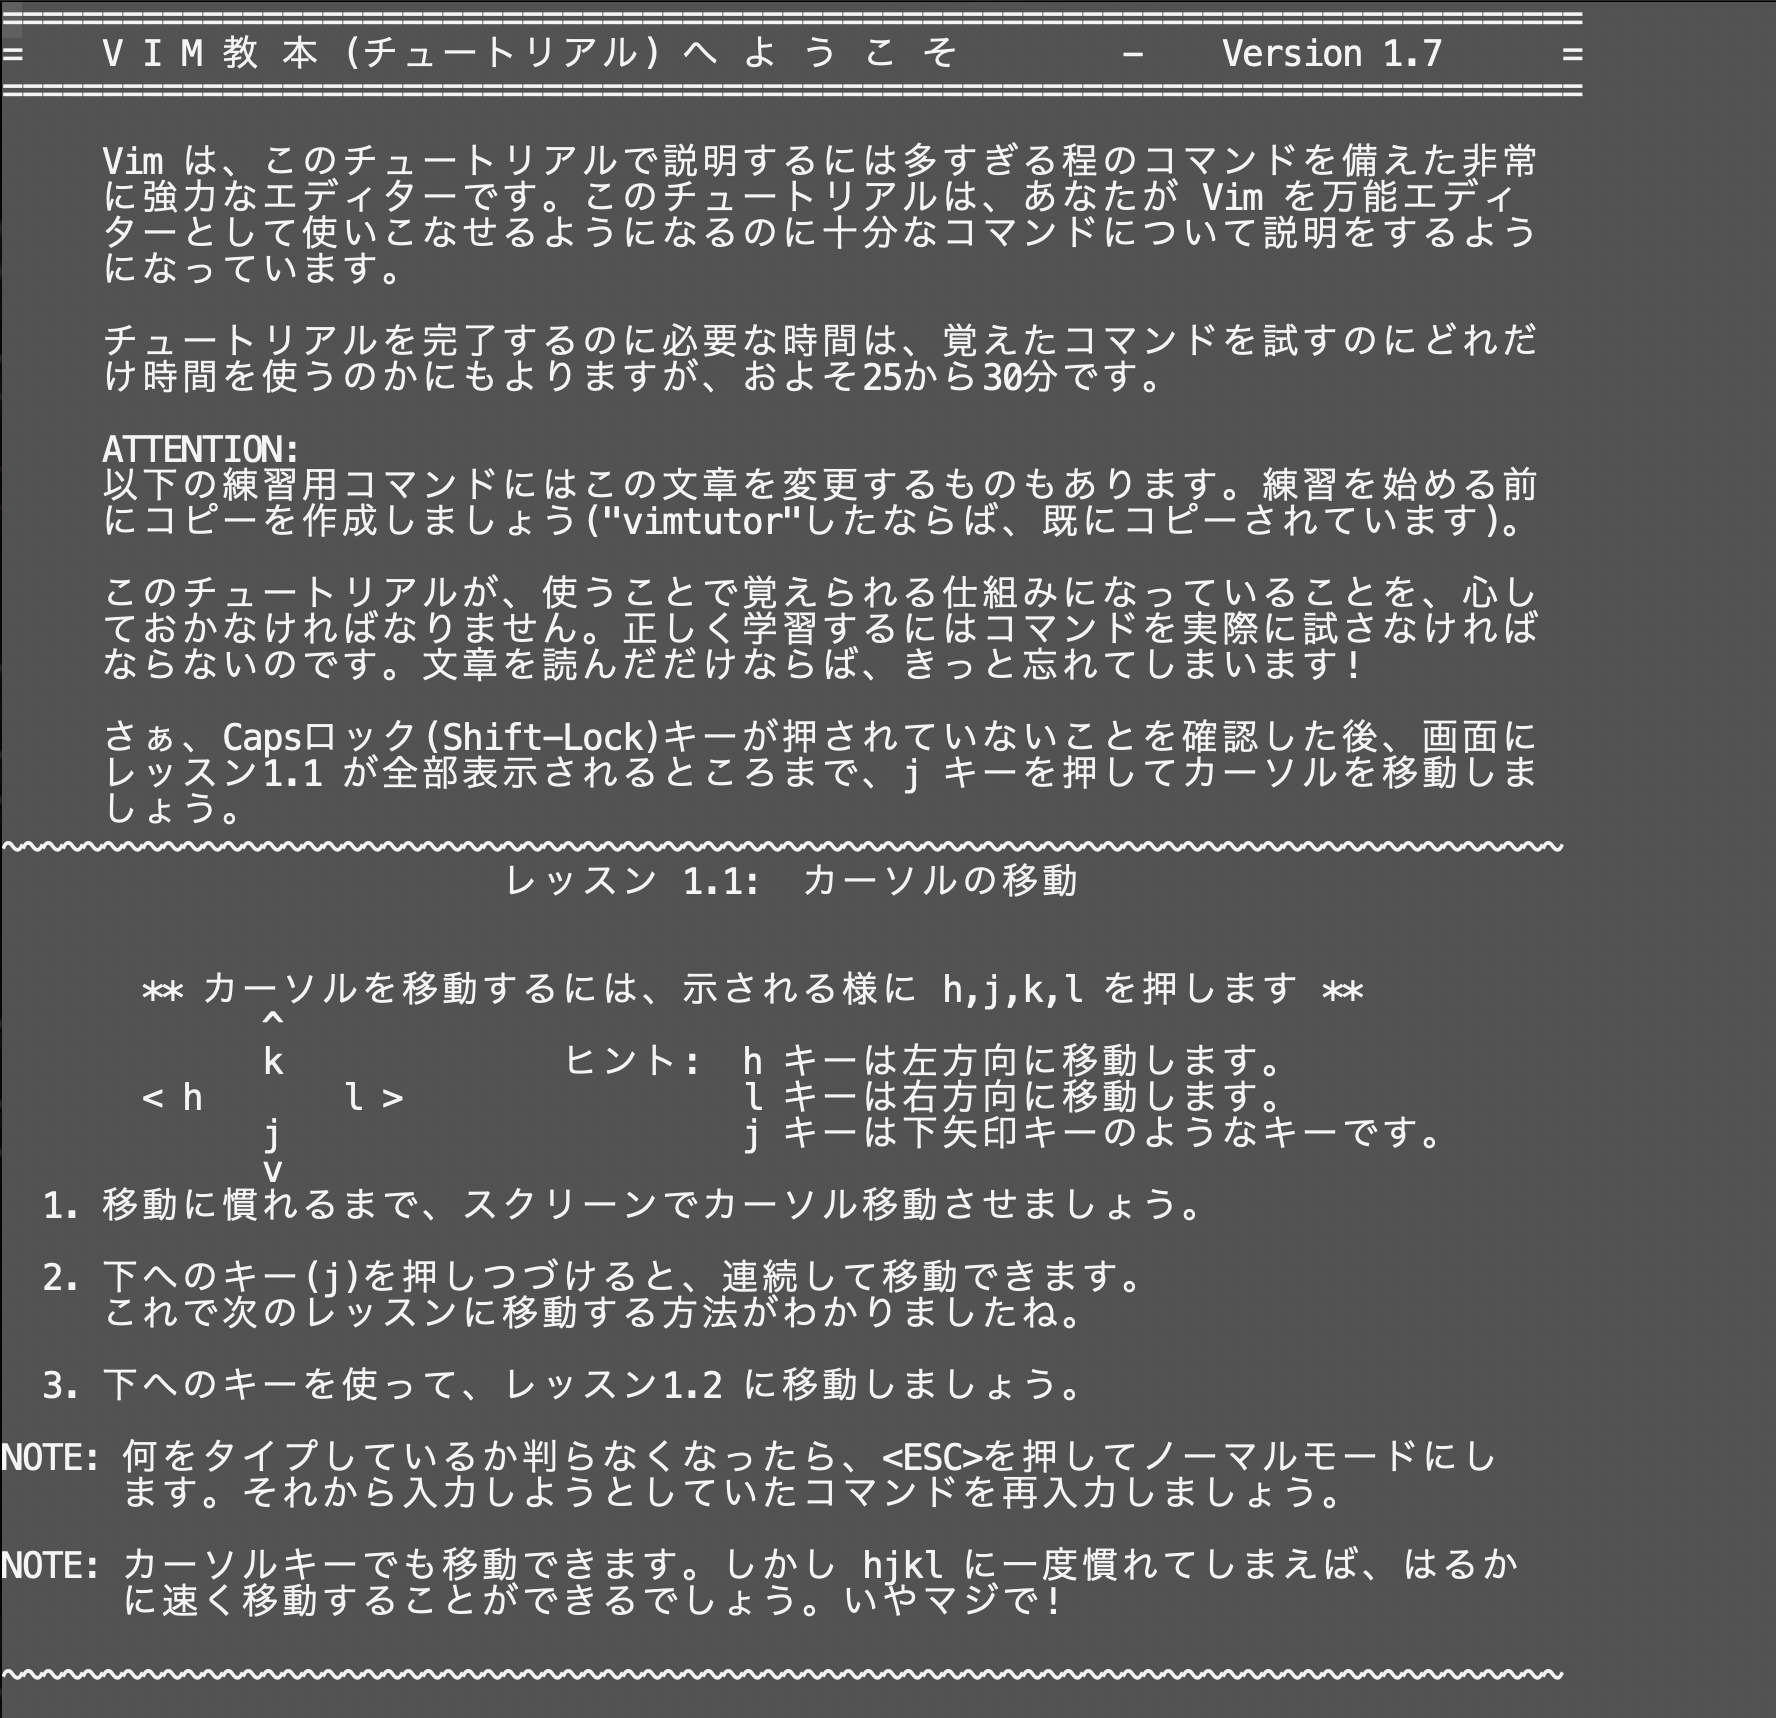 ===============================================================================
=    V I M 教 本 (チュートリアル) へ よ う こ そ        -    Version 1.7      =
===============================================================================

     Vim は、このチュートリアルで説明するには多すぎる程のコマンドを備えた非常
     に強力なエディターです。このチュートリアルは、あなたが Vim を万能エディ
     ターとして使いこなせるようになるのに十分なコマンドについて説明をするよう
     になっています。

     チュートリアルを完了するのに必要な時間は、覚えたコマンドを試すのにどれだ
     け時間を使うのかにもよりますが、およそ25から30分です。

     ATTENTION:
     以下の練習用コマンドにはこの文章を変更するものもあります。練習を始める前
     にコピーを作成しましょう("vimtutor"したならば、既にコピーされています)。

     このチュートリアルが、使うことで覚えられる仕組みになっていることを、心し
     ておかなければなりません。正しく学習するにはコマンドを実際に試さなければ
     ならないのです。文章を読んだだけならば、きっと忘れてしまいます!

     さぁ、Capsロック(Shift-Lock)キーが押されていないことを確認した後、画面に
     レッスン1.1 が全部表示されるところまで、j キーを押してカーソルを移動しま
     しょう。
~~~~~~~~~~~~~~~~~~~~~~~~~~~~~~~~~~~~~~~~~~~~~~~~~~~~~~~~~~~~~~~~~~~~~~~~~~~~~~
                         レッスン 1.1:  カーソルの移動

       ** カーソルを移動するには、示される様に h,j,k,l を押します **
             ^
             k              ヒント:  h キーは左方向に移動します。
       < h       l >                 l キーは右方向に移動します。
             j                       j キーは下矢印キーのようなキーです。
             v
  1. 移動に慣れるまで、スクリーンでカーソル移動させましょう。

  2. 下へのキー(j)を押しつづけると、連続して移動できます。
     これで次のレッスンに移動する方法がわかりましたね。

  3. 下へのキーを使って、レッスン1.2 に移動しましょう。

NOTE: 何をタイプしているか判らなくなったら、<ESC>を押してノーマルモードにし
      ます。それから入力しようとしていたコマンドを再入力しましょう。

NOTE: カーソルキーでも移動できます。しかし hjkl に一度慣れてしまえば、はるか
      に速く移動することができるでしょう。いやマジで!

~~~~~~~~~~~~~~~~~~~~~~~~~~~~~~~~~~~~~~~~~~~~~~~~~~~~~~~~~~~~~~~~~~~~~~~~~~~~~~